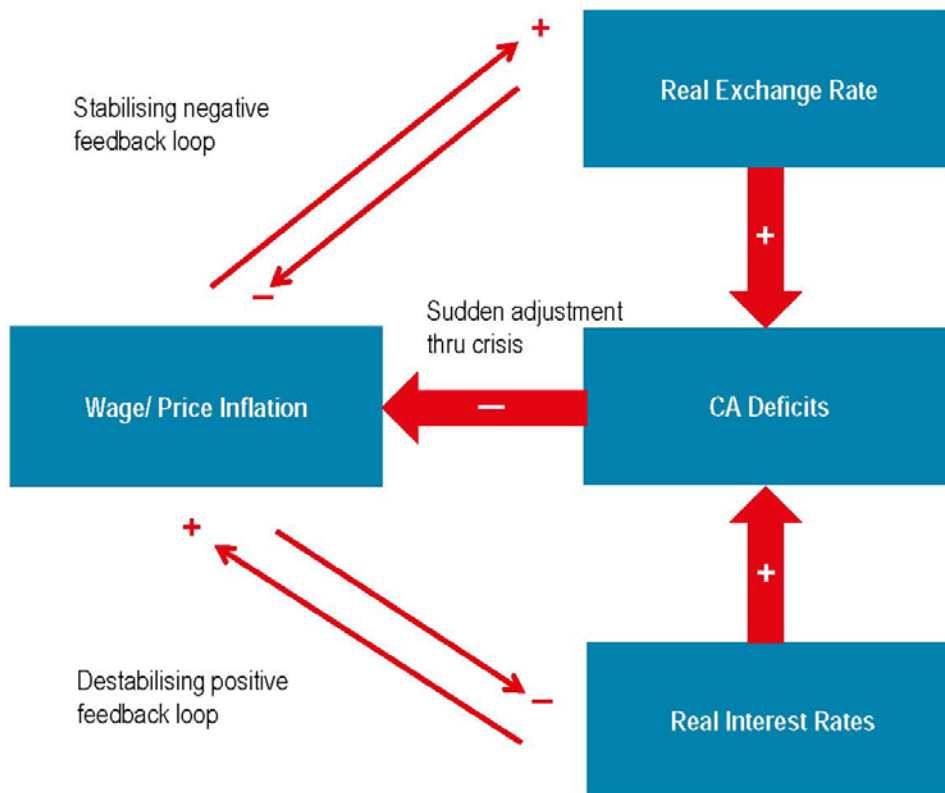 +
Real Exchange Rate
Stabilising negative
feedback loop
+
–
Sudden adjustment
thru crisis
Wage/ Price Inflation
–
CA Deficits
+
+
Destabilising positive
feedback loop
–
Real Interest Rates